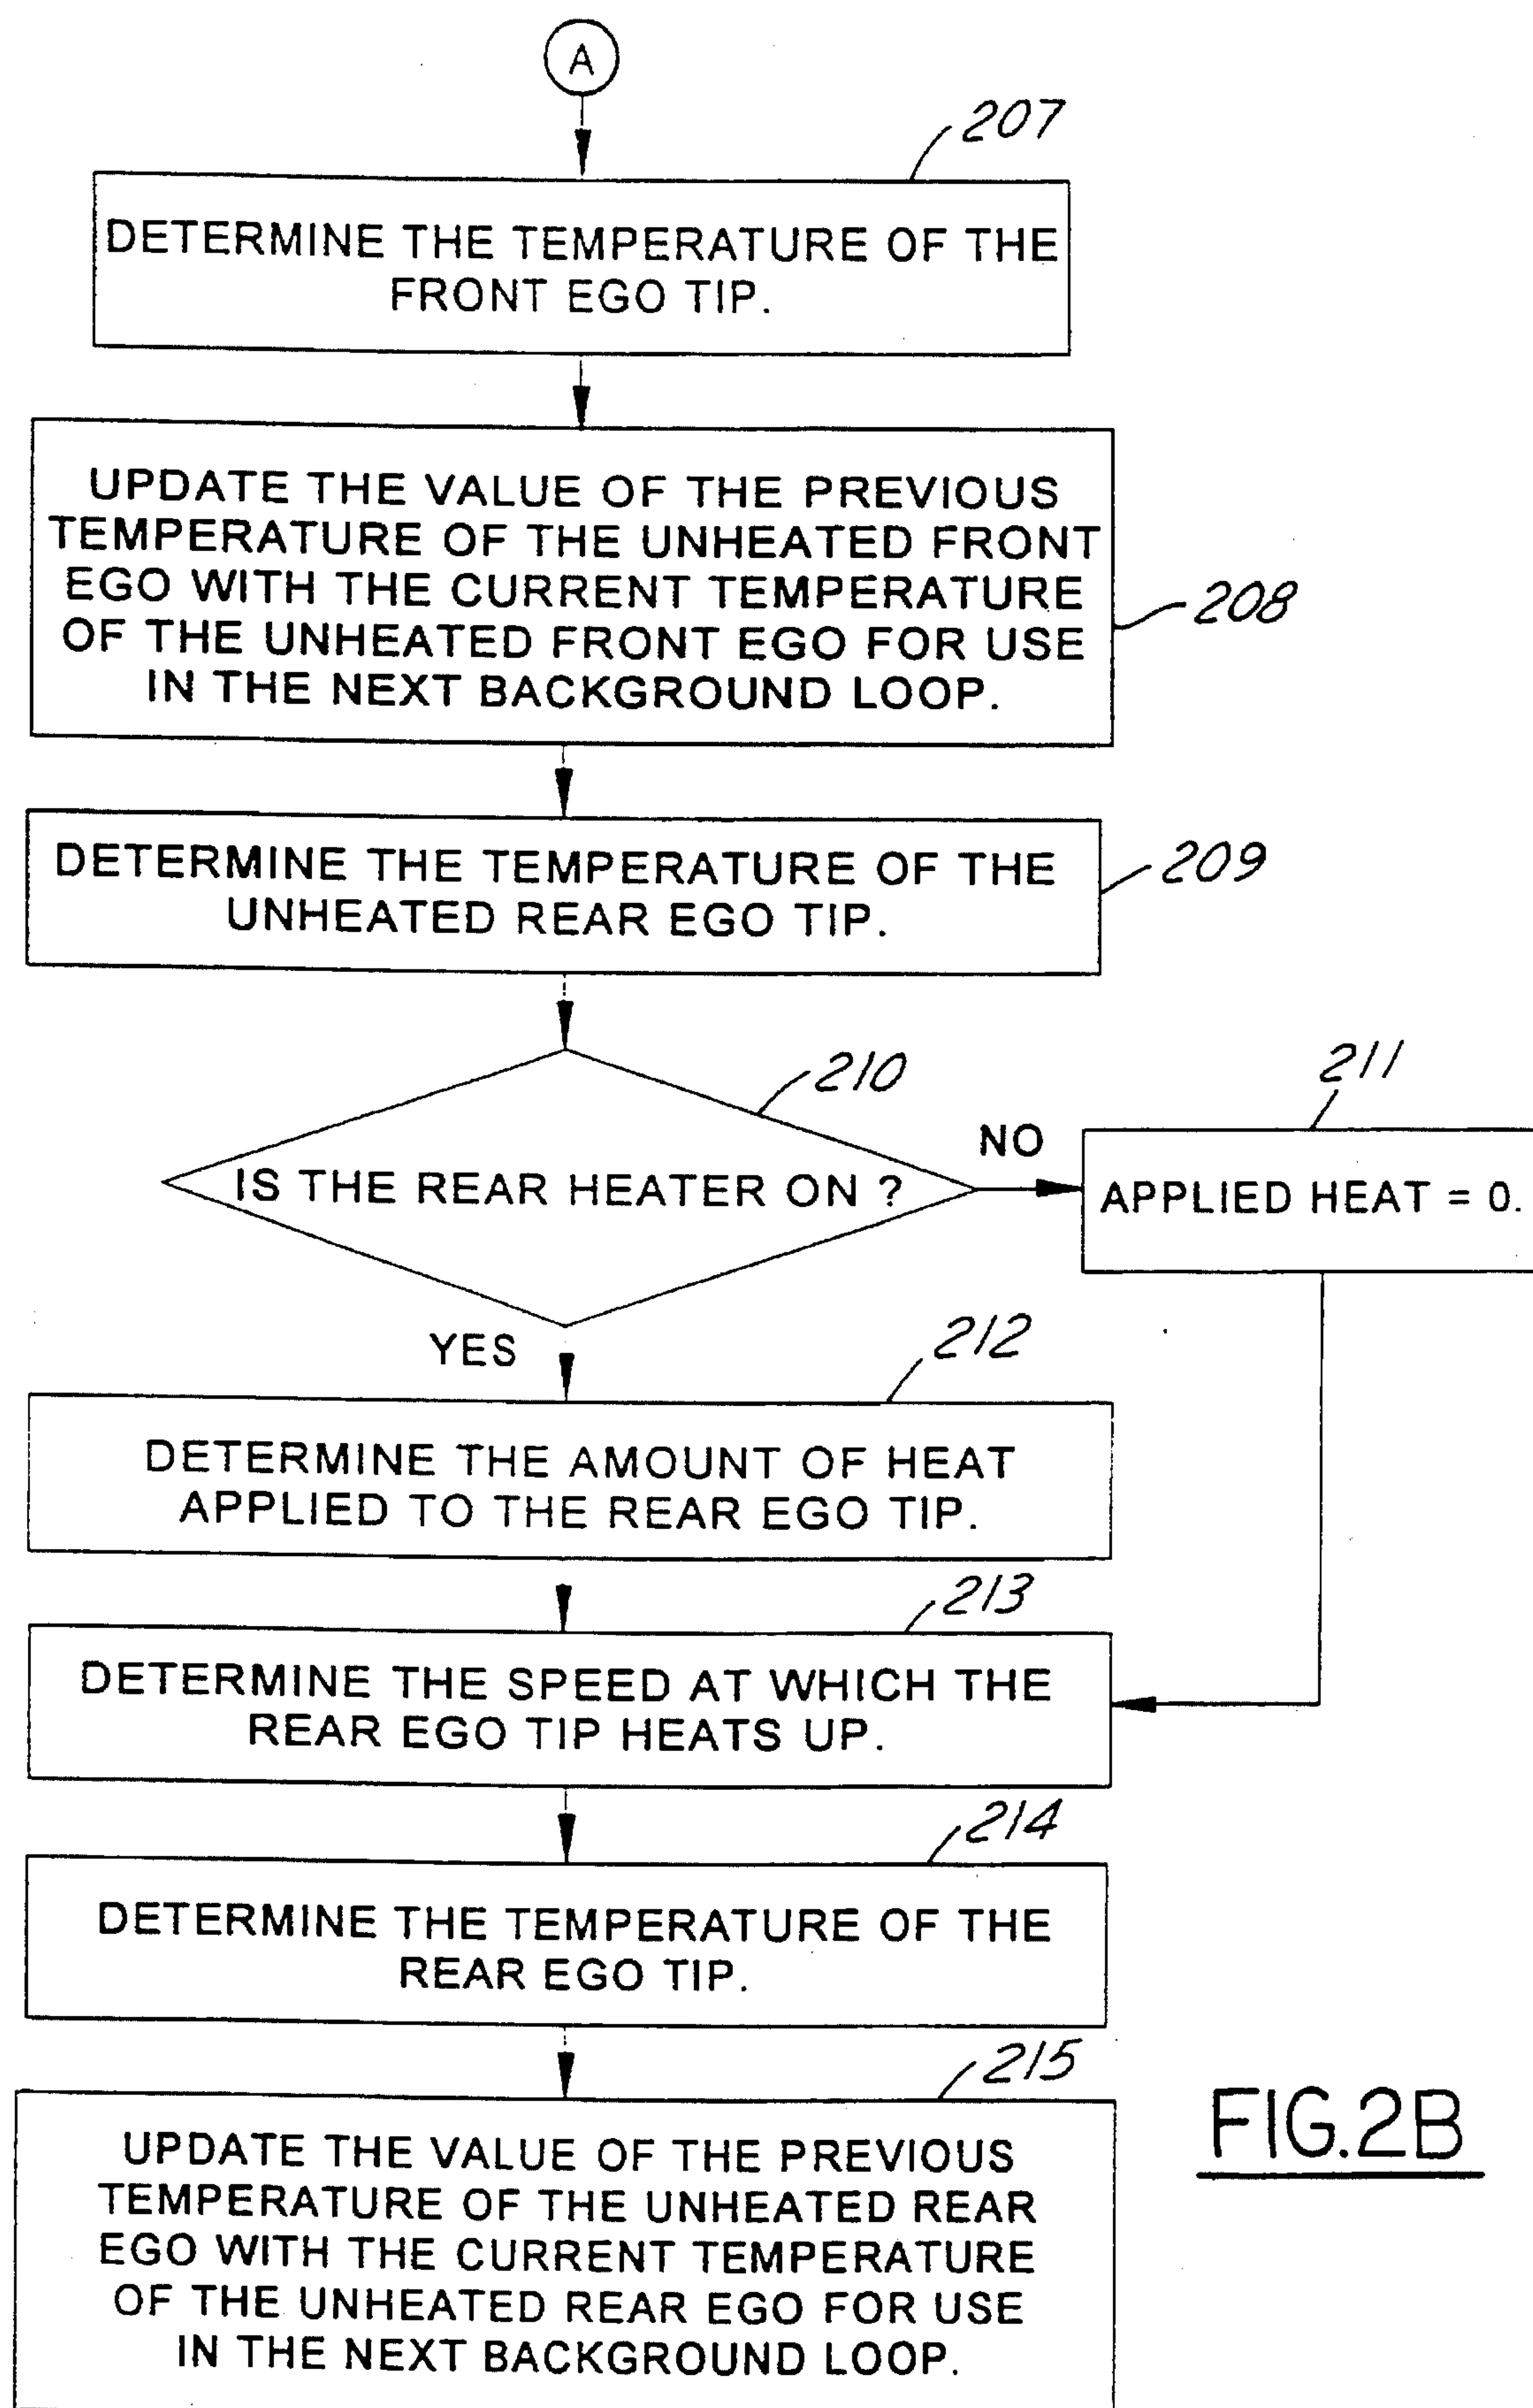 A
207
DETERMINE THE TEMPERATURE OF THE
FRONT EGO TIP.
UPDATE THE VALUE OF THE PREVIOUS
TEMPERATURE OF THE UNHEATED FRONT
EGO WITH THE CURRENT TEMPERATURE
OF THE UNHEATED FRONT EGO FOR USE
IN THE NEXT BACKGROUND LOOP.
208
DETERMINE THE TEMPERATURE OF THE
UNHEATED REAR EGO TIP.
209
210
IS THE REAR HEATER ON ?
NO
211
APPLIED HEAT = 0.
YES
212
DETERMINE THE AMOUNT OF HEAT
APPLIED TO THE REAR EGO TIP.
213
DETERMINE THE SPEED AT WHICH THE
REAR EGO TIP HEATS UP.
214
DETERMINE THE TEMPERATURE OF THE
REAR EGO TIP.
215
UPDATE THE VALUE OF THE PREVIOUS
TEMPERATURE OF THE UNHEATED REAR
EGO WITH THE CURRENT TEMPERATURE
OF THE UNHEATED REAR EGO FOR USE
IN THE NEXT BACKGROUND LOOP.
FIG.2B